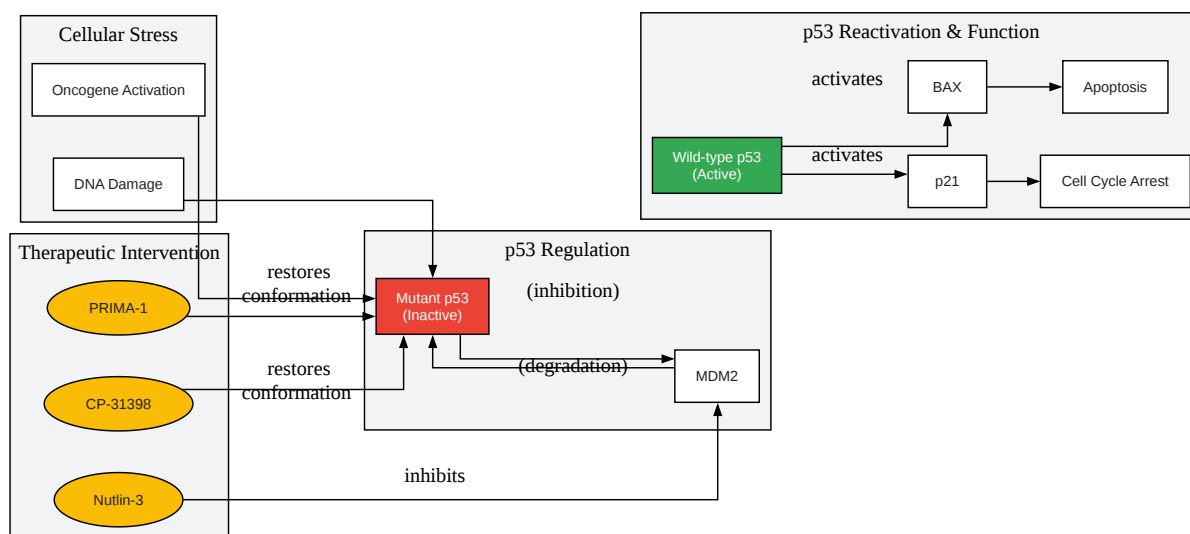 Cellular Stress
Oncogene Activation
DNA Damage
p53 Reactivation & Function
activates
BAX
Apoptosis
Wild-type p53
(Active)
activates
p21
Cell Cycle Arrest
Therapeutic Intervention
PRIMA-1
restores
conformation
CP-31398
restores
conformation
Nutlin-3
inhibits
p53 Regulation
(inhibition)
Mutant p53
(Inactive)
(degradation)
MDM2